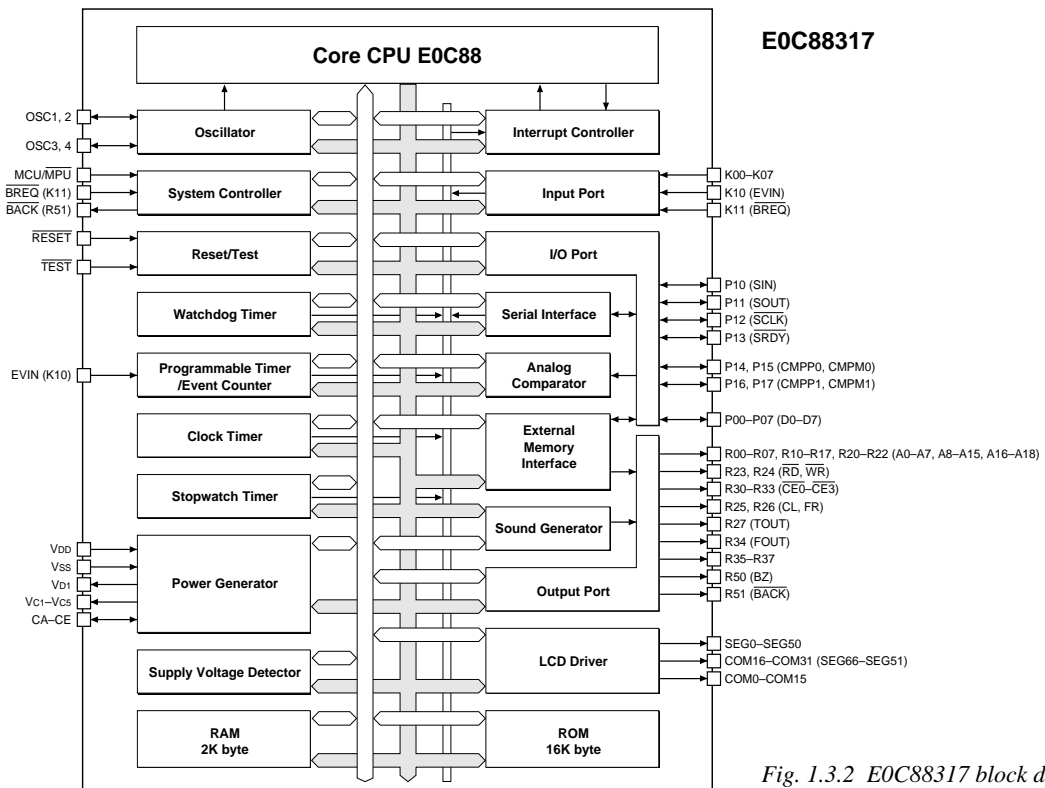 E0C88317
Core CPU E0C88
OSC1, 2
OSC3, 4
Oscillator
Interrupt Controller
MCU/MPU
BREQ (K11)
BACK (R51)
System Controller
Input Port
K00–K07
K10 (EVIN)
K11 (BREQ)
RESET
TEST
Reset/Test
I/O Port
P10 (SIN)
P11 (SOUT)
P12 (SCLK)
P13 (SRDY)
Watchdog Timer
Serial Interface
EVIN (K10)
Programmable Timer
/Event Counter
Analog
Comparator
P14, P15 (CMPP0, CMPM0)
P16, P17 (CMPP1, CMPM1)
Clock Timer
External
Memory
Interface
P00–P07 (D0–D7)
R00–R07, R10–R17, R20–R22 (A0–A7, A8–A15, A16–A18)
R23, R24 (RD, WR)
R30–R33 (CE0–CE3)
R25, R26 (CL, FR)
R27 (TOUT)
R34 (FOUT)
R35–R37
R50 (BZ)
R51 (BACK)
Stopwatch Timer
Sound Generator
VDD
VSS
VD1
VC1–VC5
CA–CE
Power Generator
Output Port
Supply Voltage Detector
LCD Driver
SEG0–SEG50
COM16–COM31 (SEG66–SEG51)
COM0–COM15
RAM
2K byte
ROM
16K byte
Fig. 1.3.2 E0C88317 block d